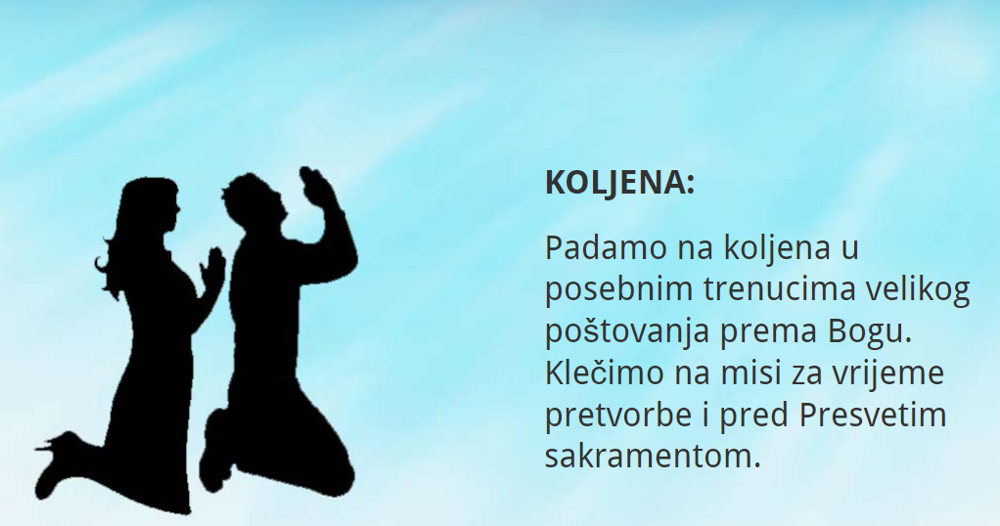 KOLJENA:
Padamo na koljena u
posebnim trenucima velikog
poštovanja prema Bogu.
Klečimo na misi za vrijeme
pretvorbe i pred Presvetim
sakramentom.